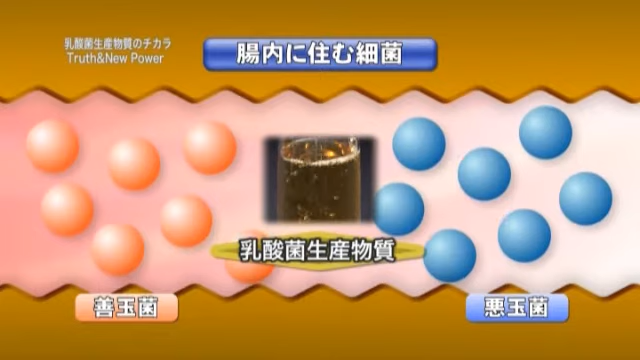 乳酸菌生産物質のチカラ
Truth&New Power
腸内に住む細菌
乳酸菌生産物質
善玉菌
悪玉菌